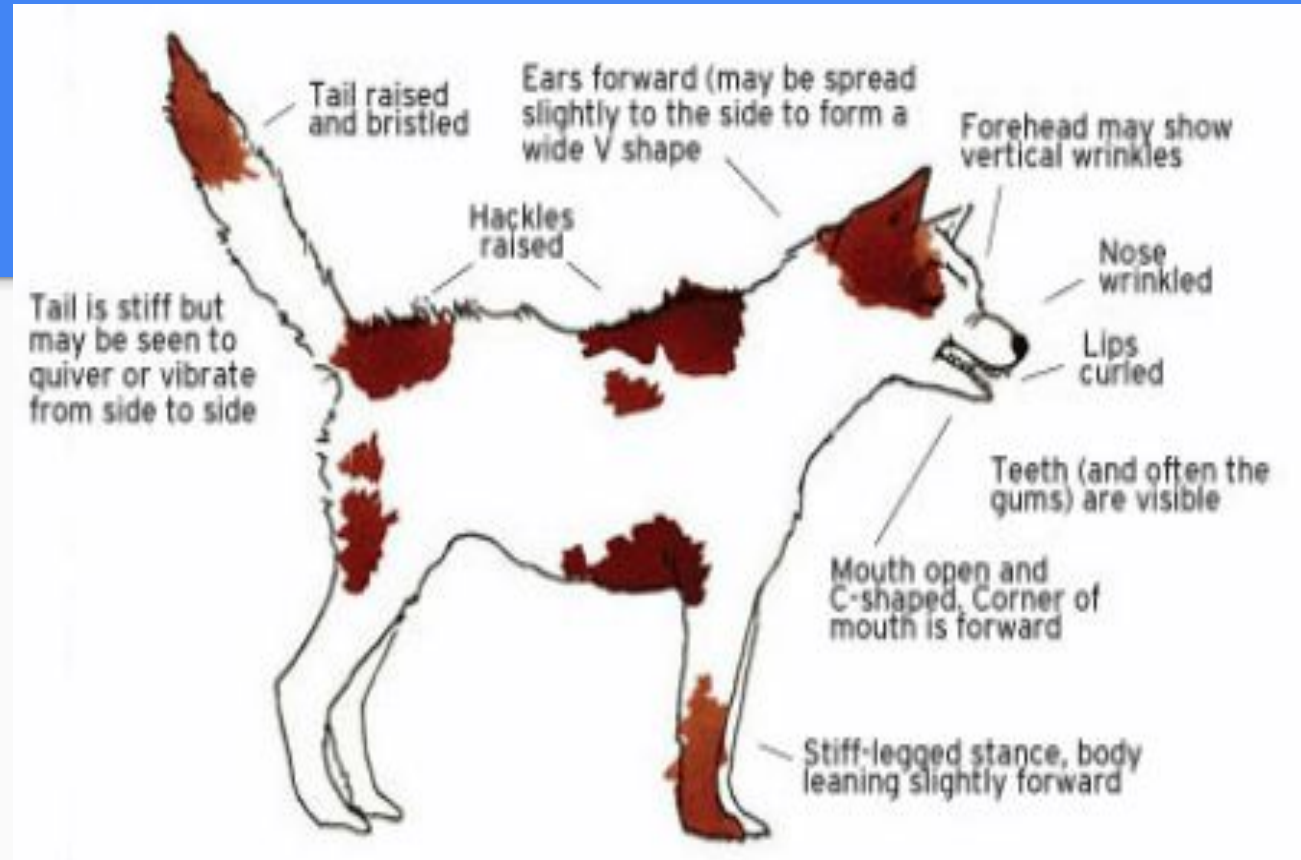 Tail raised
and bristled
Ears forward (may be spread
slightly to the side to form a
wide V shape
Forehead may show
vertical wrinkles
Hackles
raised
Nose
wrinkled
Tail is stiff but
may be seen to
quiver or vibrate
from side to side
Lips
curled
Teeth (and often the
gums) are visible
Mouth open and
C-shaped. Corner of
mouth is forward
Stiff-legged stance, body
leaning slightly forward